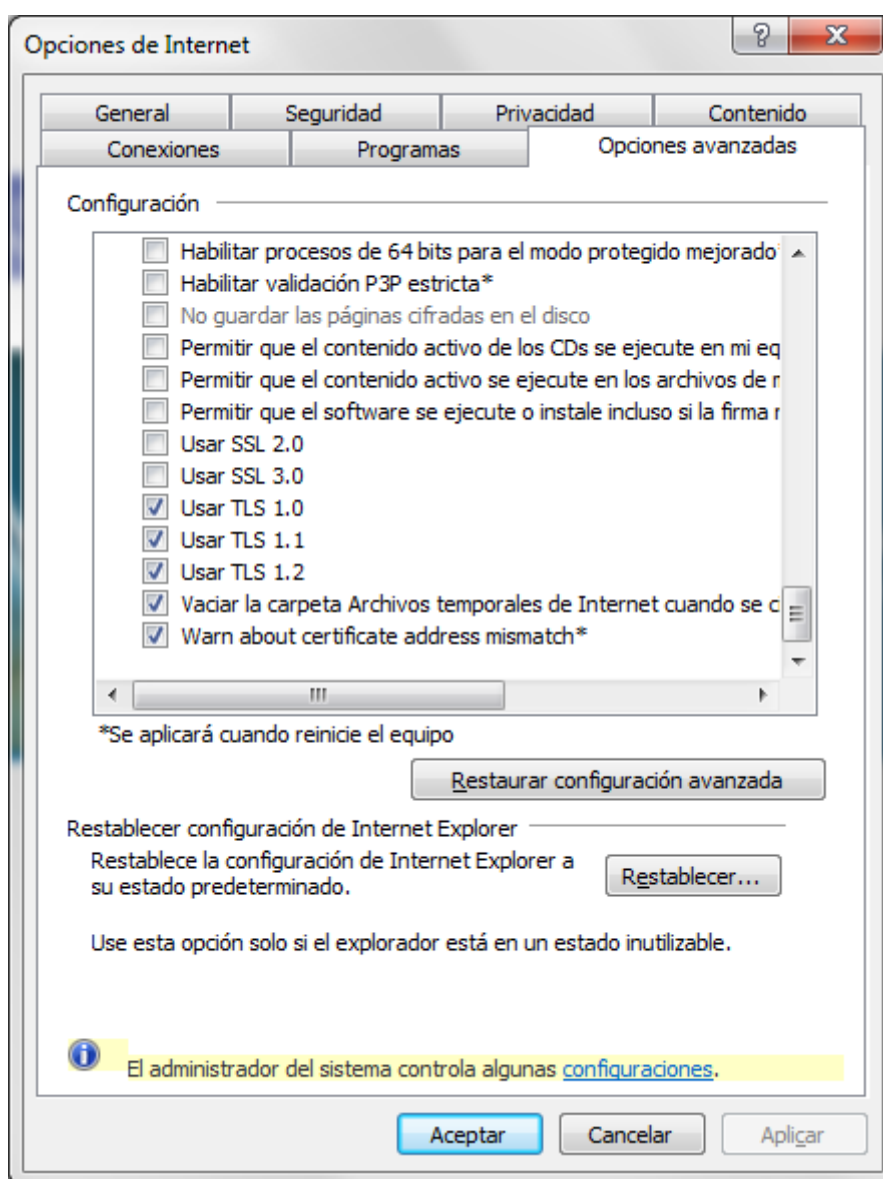 Opciones de Internet
General Seguridad Privacidad Contenido
Conexiones Programas Opciones avanzadas
Configuración
Habilitar procesos de 64 bits para el modo protegido mejorado*
Habilitar validación P3P estricta*
No guardar las páginas cifradas en el disco
Permitir que el contenido activo de los CDs se ejecute en mi eq
Permitir que el contenido activo se ejecute en los archivos de
Permitir que el software se ejecute o instale incluso si la firma
Usar SSL 2.0
Usar SSL 3.0
Usar TLS 1.0
Usar TLS 1.1
Usar TLS 1.2
Vaciar la carpeta Archivos temporales de Internet cuando se c
Warn about certificate address mismatch*
*Se aplicará cuando reinicie el equipo
Restaurar configuración avanzada
Restablecer configuración de Internet Explorer
Restablece la configuración de Internet Explorer a
su estado predeterminado.
Restablecer...
Use esta opción solo si el explorador está en un estado inutilizable.
El administrador del sistema controla algunas configuraciones.
Aceptar Cancelar Aplicar